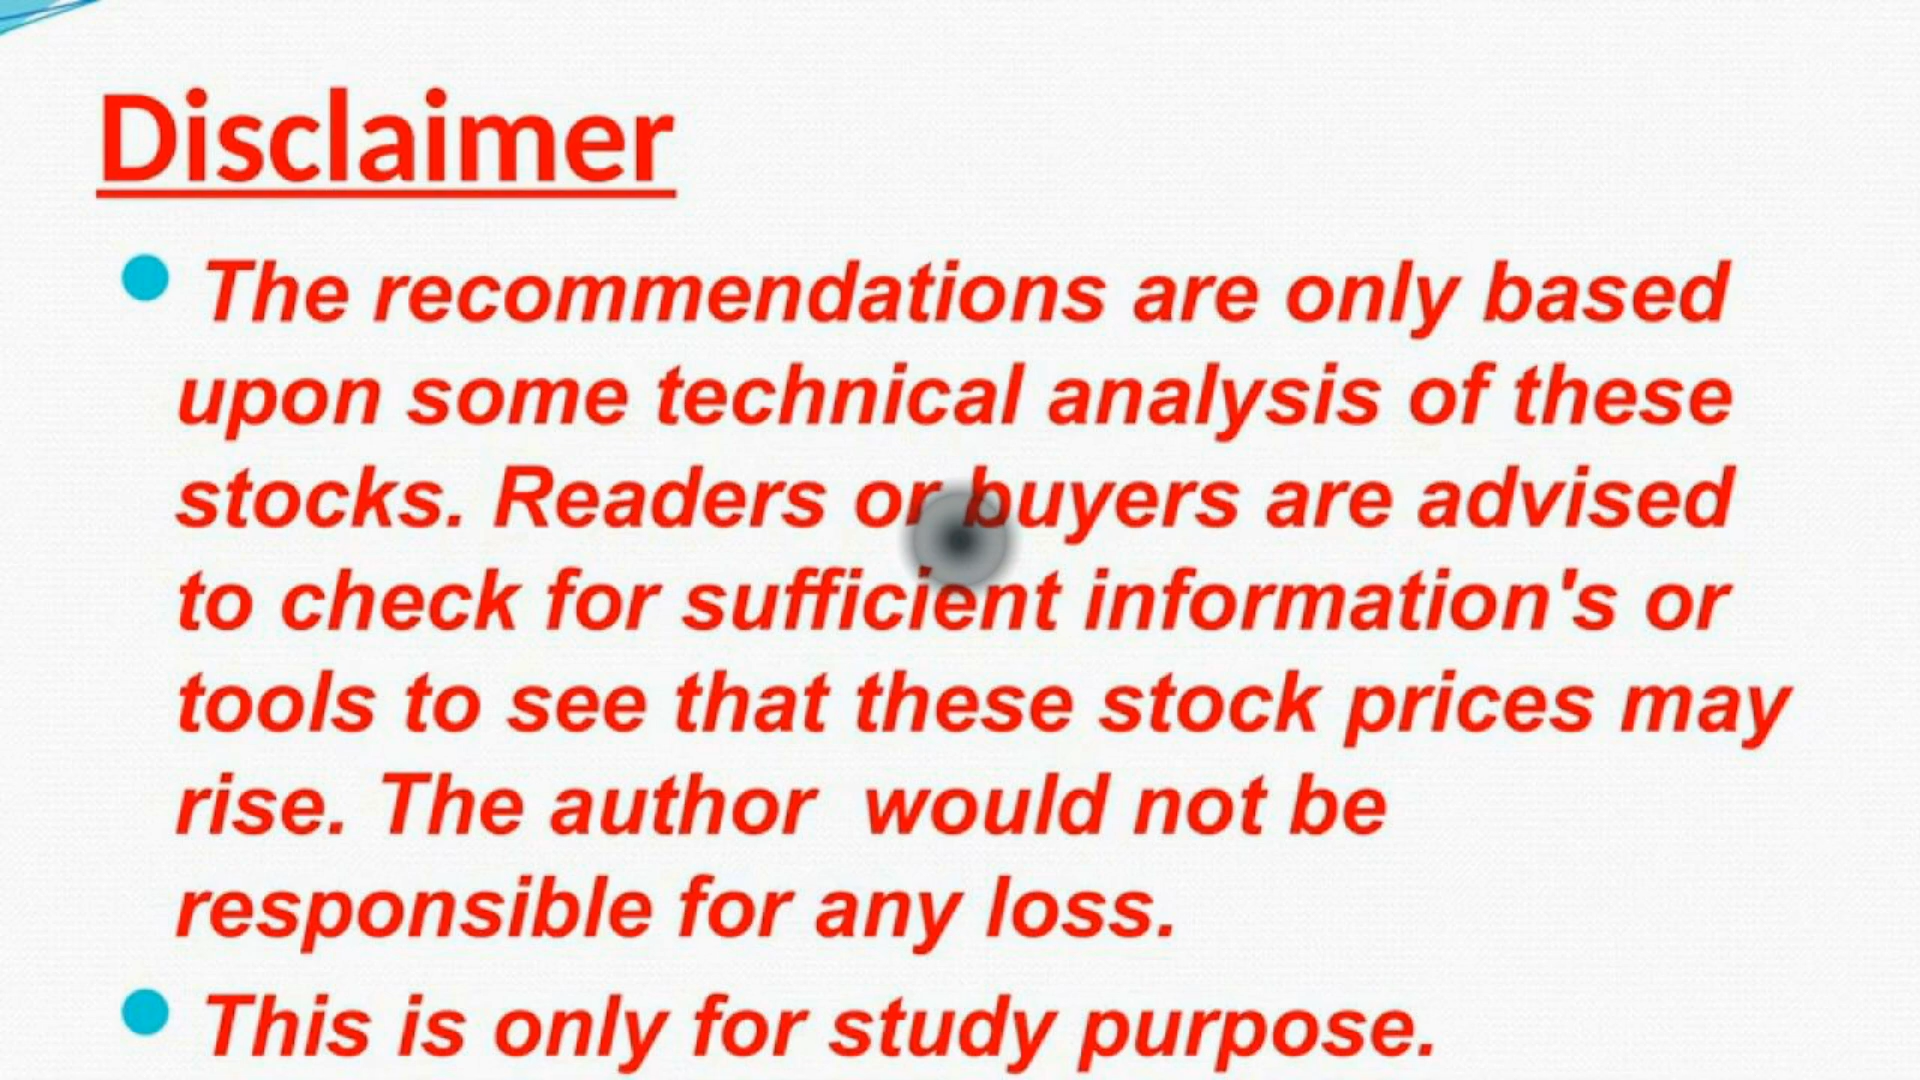 Disclaimer
The recommendations are only based
upon some technical analysis of these
stocks. Readers or buyers are advised
to check for sufficient information's or
tools to see that these stock prices may
rise. The author  would not be
responsible for any loss.
This is only for study purpose.